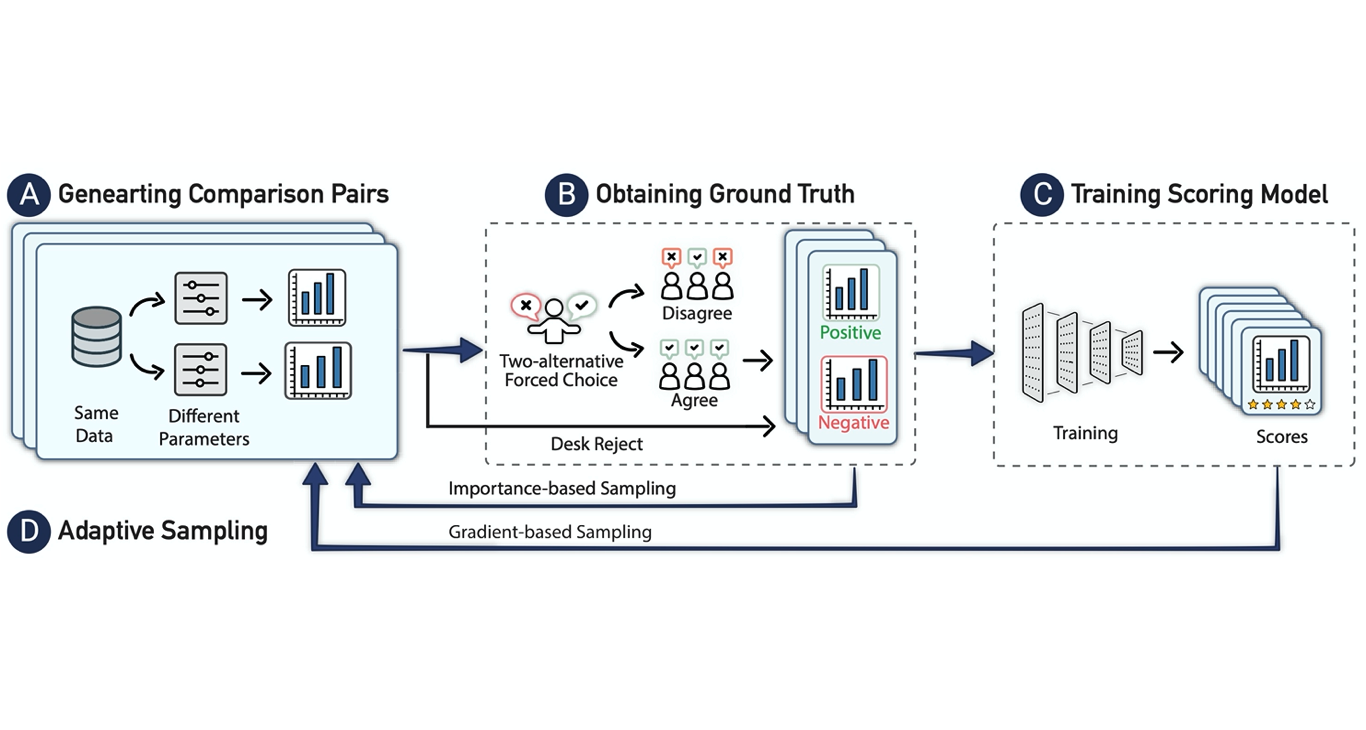 A Genearting Comparison Pairs
B Obtaining Ground Truth
C Training Scoring Model
Same
Data
Different
Parameters
Two-alternative
Forced Choice
Disagree
Agree
Desk Reject
Positive
Negative
Training
Scores
Importance-based Sampling
Gradient-based Sampling
D Adaptive Sampling